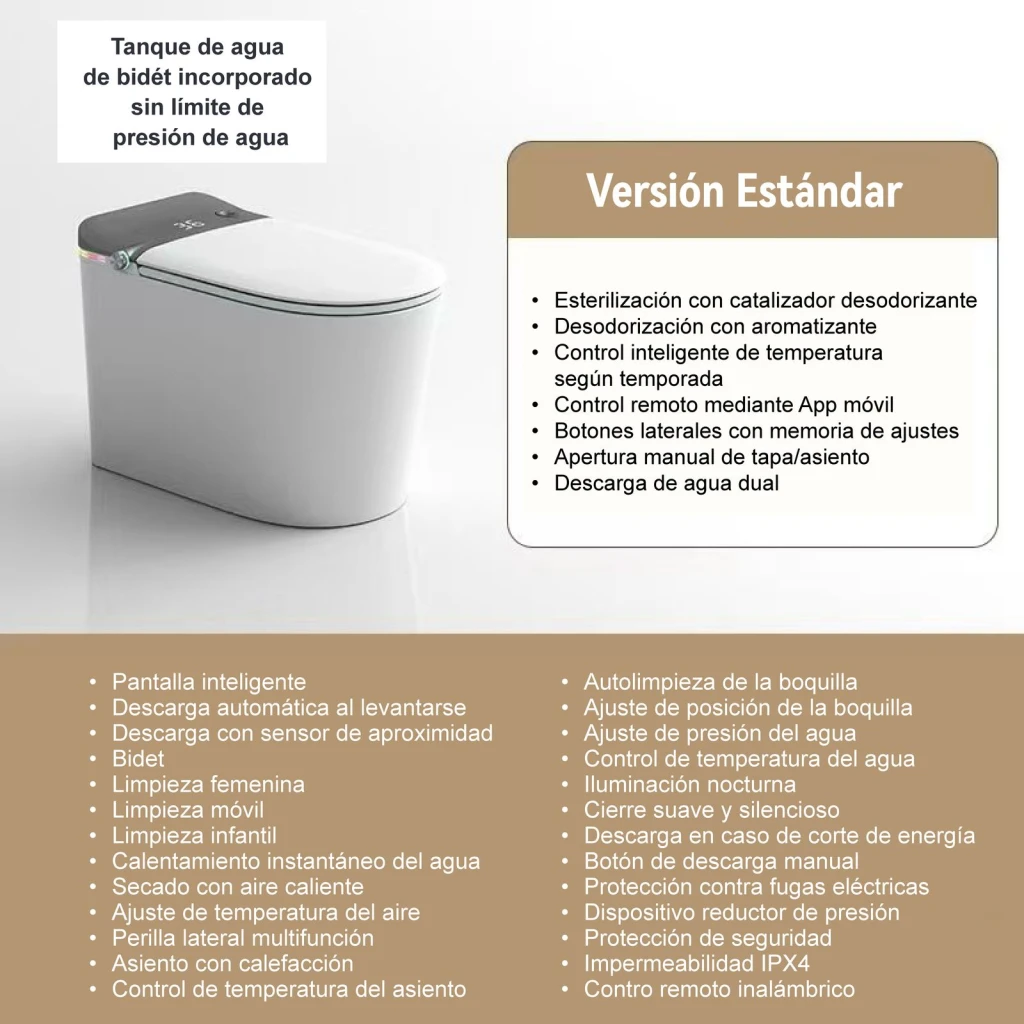 Tanque de agua
de bidét incorporado
sin límite de
presión de agua
36
Versión Estándar
• Esterilización con catalizador desodorizante
• Desodorización con aromatizante
• Control inteligente de temperatura
según temporada
• Control remoto mediante App móvil
• Botones laterales con memoria de ajustes
• Apertura manual de tapa/asiento
• Descarga de agua dual
• Pantalla inteligente
• Descarga automática al levantarse
• Descarga con sensor de aproximidad
• Bidet
• Limpieza femenina
• Limpieza móvil
• Limpieza infantil
• Calentamiento instantáneo del agua
• Secado con aire caliente
• Ajuste de temperatura del aire
• Perilla lateral multifunción
• Asiento con calefacción
• Control de temperatura del asiento
• Autolimpieza de la boquilla
• Ajuste de posición de la boquilla
• Ajuste de presión del agua
• Control de temperatura del agua
• Iluminación nocturna
• Cierre suave y silencioso
• Descarga en caso de corte de energía
• Botón de descarga manual
• Protección contra fugas eléctricas
• Dispositivo reductor de presión
• Protección de seguridad
• Impermeabilidad IPX4
• Contro remoto inalámbrico